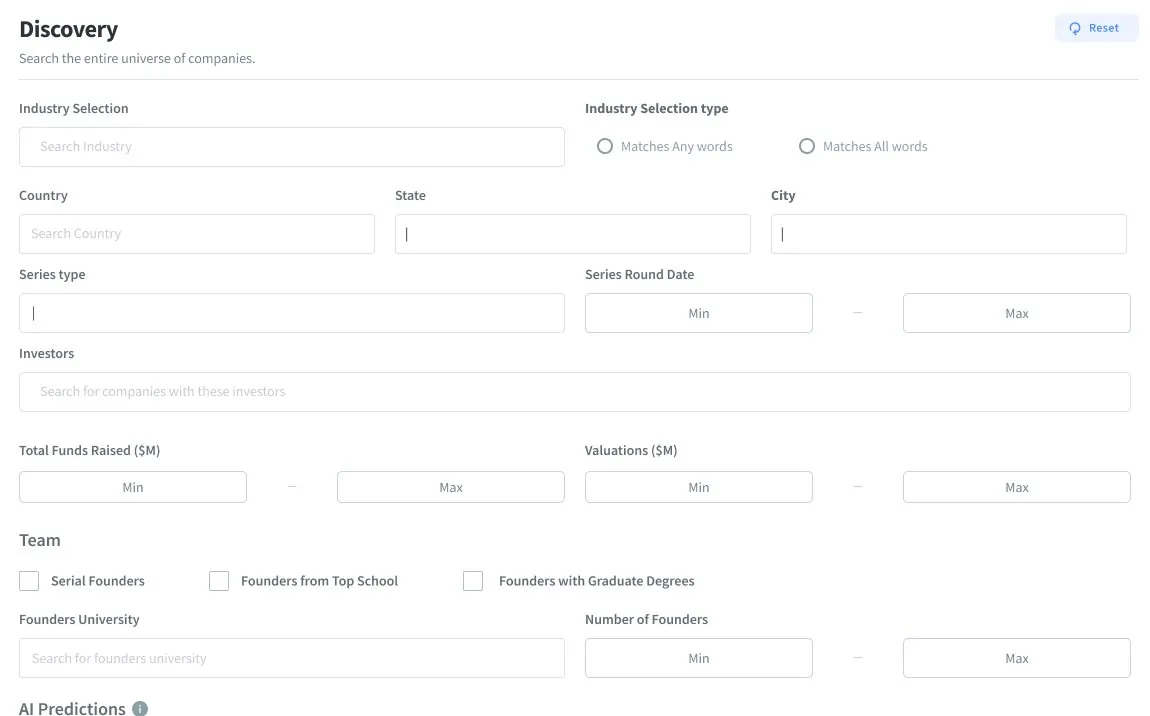 Discovery
Reset
Search the entire universe of companies.
Industry Selection
Industry Selection type
Search Industry
Matches Any words
Matches All words
Country
State
City
Search Country
Series type
Series Round Date
Min
–
Max
Investors
Search for companies with these investors
Total Funds Raised ($M)
Valuations ($M)
Min
–
Max
Min
–
Max
Team
Serial Founders
Founders from Top School
Founders with Graduate Degrees
Founders University
Number of Founders
Search for founders university
Min
–
Max
AI Predictions i